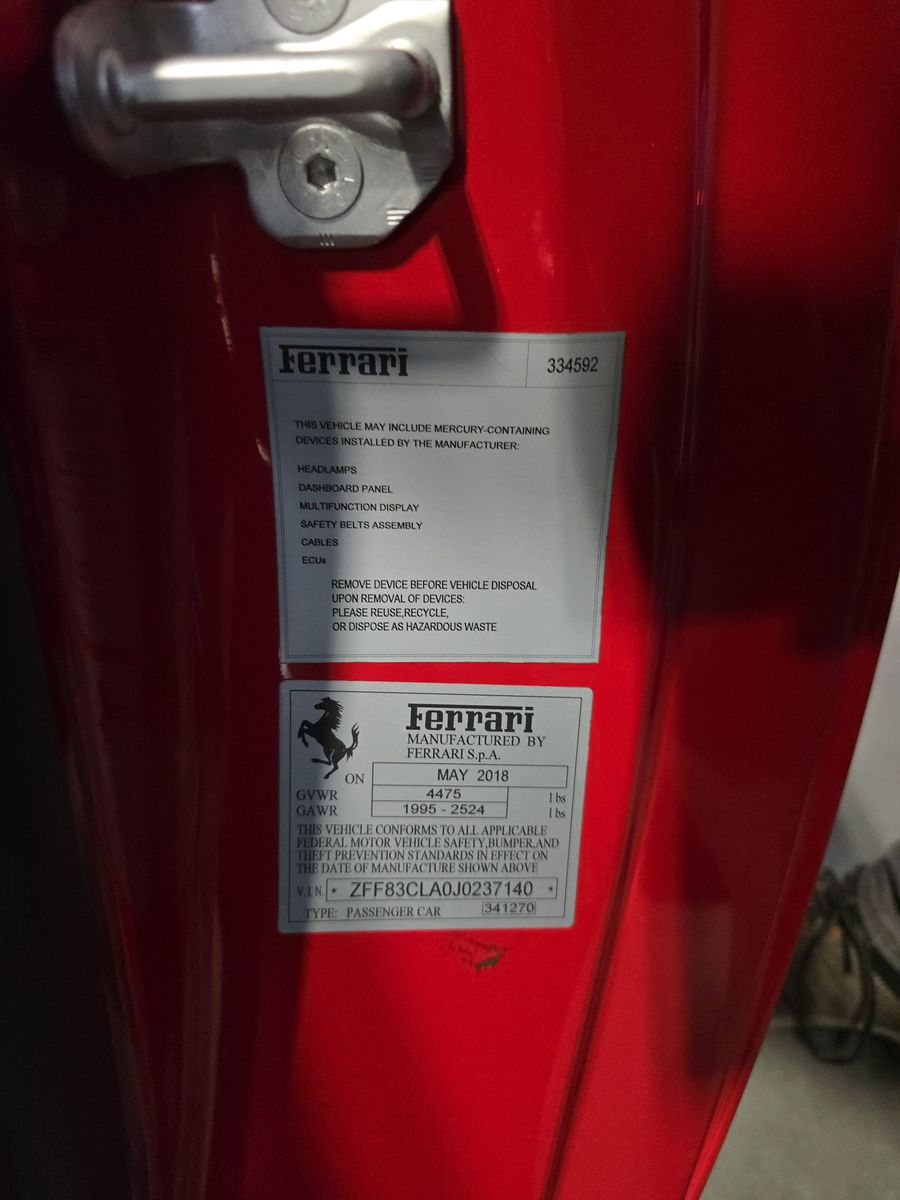 Ferrari 334592
THIS VEHICLE MAY INCLUDE MERCURY-CONTAINING
DEVICES INSTALLED BY THE MANUFACTURER:
HEADLAMPS
DASHBOARD PANEL
MULTIFUNCTION DISPLAY
SAFETY BELTS ASSEMBLY
CABLES
ECUs
REMOVE DEVICE BEFORE VEHICLE DISPOSAL
UPON REMOVAL OF DEVICES:
PLEASE REUSE,RECYCLE,
OR DISPOSE AS HAZARDOUS WASTE
Ferrari
MANUFACTURED BY
FERRARI S.p.A.
ON MAY 2018
GVWR 4475 lbs
GAWR 1995 - 2524 lbs
THIS VEHICLE CONFORMS TO ALL APPLICABLE
FEDERAL MOTOR VEHICLE SAFETY,BUMPER,AND
THEFT PREVENTION STANDARDS IN EFFECT ON
THE DATE OF MANUFACTURE SHOWN ABOVE
V.I.N. * ZFF83CLA0J0237140 *
TYPE: PASSENGER CAR 341270